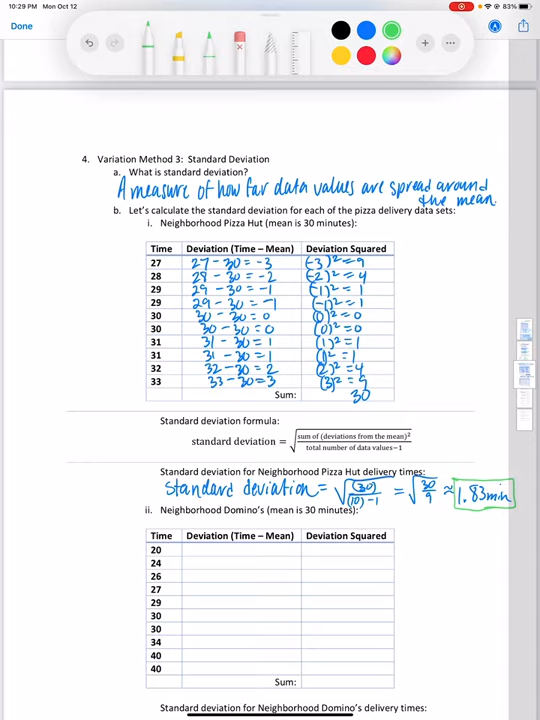 10:29 PM Mon Oct 12
83%
Done
4. Variation Method 3: Standard Deviation
a. What is standard deviation?
A measure of how far data values are spread around
the mean.
b. Let's calculate the standard deviation for each of the pizza delivery data sets:
i. Neighborhood Pizza Hut (mean is 30 minutes):
Time Deviation (Time – Mean) Deviation Squared
27 27 - 30 = -3 (-3)² = 9
28 28 - 30 = -2 (-2)² = 4
29 29 - 30 = -1 (-1)² = 1
29 29 - 30 = -1 (-1)² = 1
30 30 - 30 = 0 (0)² = 0
30 30 - 30 = 0 (0)² = 0
31 31 - 30 = 1 (1)² = 1
31 31 - 30 = 1 (1)² = 1
32 32 - 30 = 2 (2)² = 4
33 33 - 30 = 3 (3)² = 9
Sum: 30
Standard deviation formula:
standard deviation = √(sum of (deviations from the mean)² / total number of data values−1)
Standard deviation for Neighborhood Pizza Hut delivery times:
Standard deviation = √((30)/(10)-1) = √(30/9) ≈ 1.83 min
ii. Neighborhood Domino's (mean is 30 minutes):
Time Deviation (Time – Mean) Deviation Squared
20
24
26
27
29
30
30
34
40
40
Sum:
Standard deviation for Neighborhood Domino's delivery times: